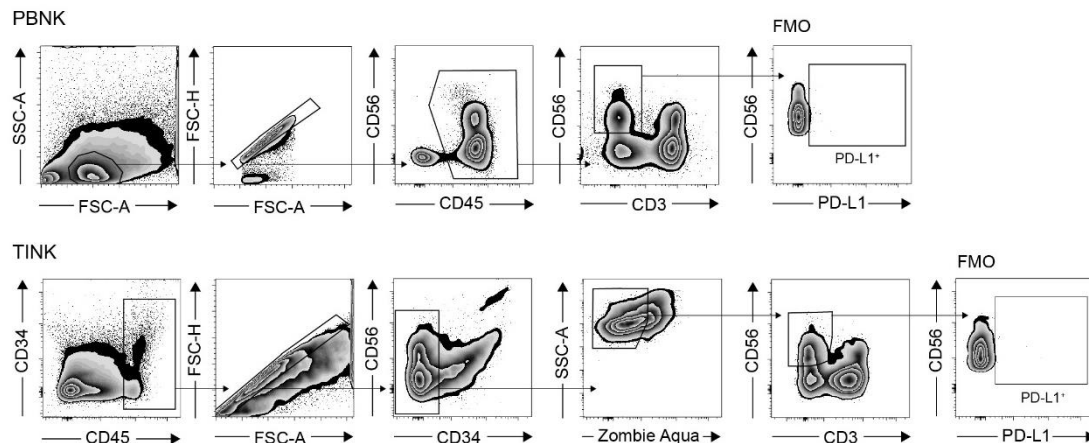 PBNK
SSC-A
FSC-A
FSC-H
FSC-A
CD56
CD45
CD56
CD3
FMO
CD56
PD-L1⁺
PD-L1
TINK
CD34
CD45
FSC-H
FSC-A
CD56
CD34
SSC-A
Zombie Aqua
CD56
CD3
FMO
CD56
PD-L1⁺
PD-L1